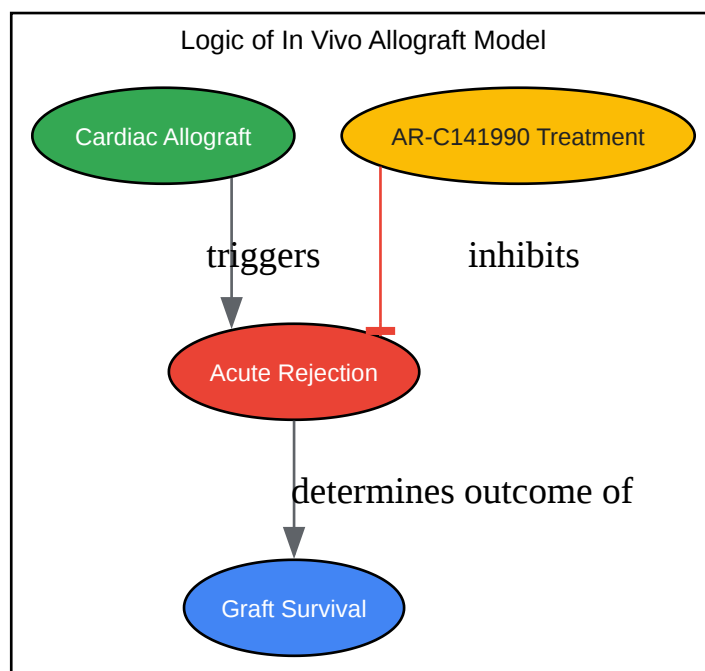 Logic of In Vivo Allograft Model
Cardiac Allograft
AR-C141990 Treatment
triggers
inhibits
Acute Rejection
determines outcome of
Graft Survival